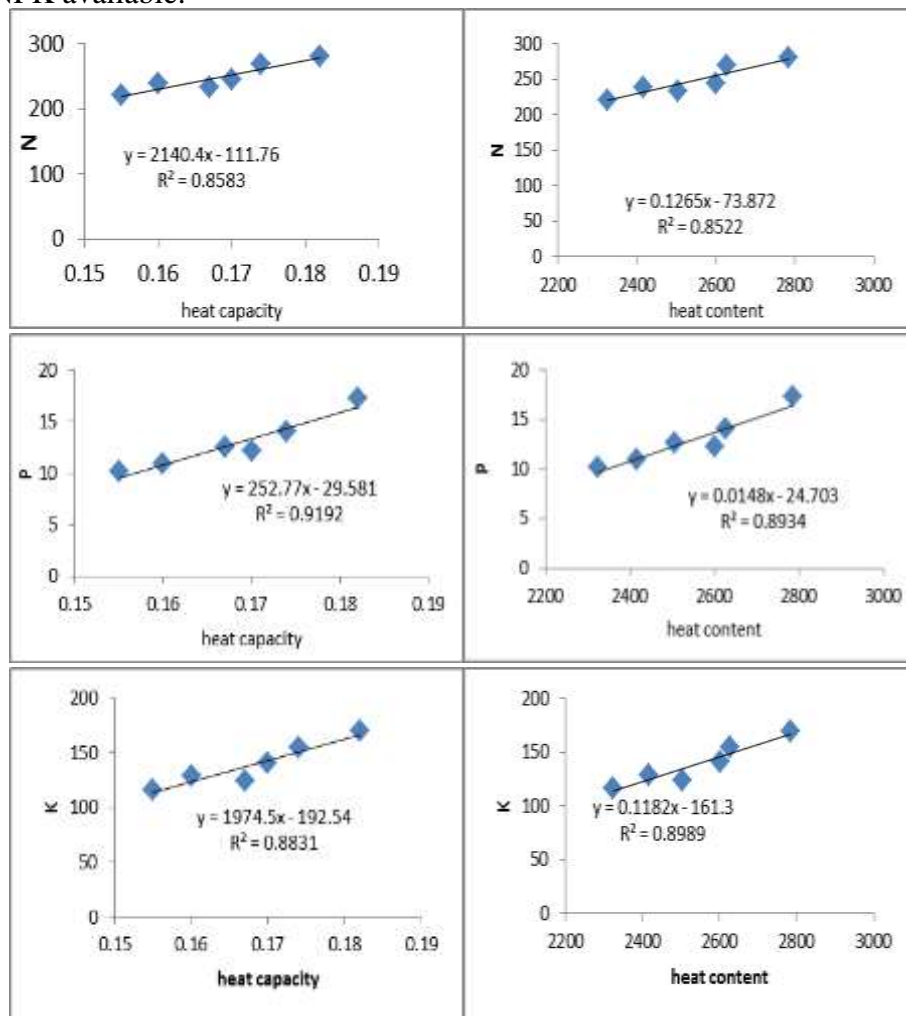 NPK available.
300
200
100
0
N
y = 2140.4x - 111.76
R² = 0.8583
0.15 0.16 0.17 0.18 0.19
heat capacity
300
250
200
150
100
50
0
N
y = 0.1265x - 73.872
R² = 0.8522
2200 2400 2600 2800 3000
heat content
20
15
10
5
0
P
y = 252.77x - 29.581
R² = 0.9192
0.15 0.16 0.17 0.18 0.19
heat capacity
20
15
10
5
0
P
y = 0.0148x - 24.703
R² = 0.8934
2200 2400 2600 2800 3000
heat content
200
150
100
50
0
K
y = 1974.5x - 192.54
R² = 0.8831
0.15 0.16 0.17 0.18 0.19
heat capacity
200
150
100
50
0
K
y = 0.1182x - 161.3
R² = 0.8989
2200 2400 2600 2800 3000
heat content